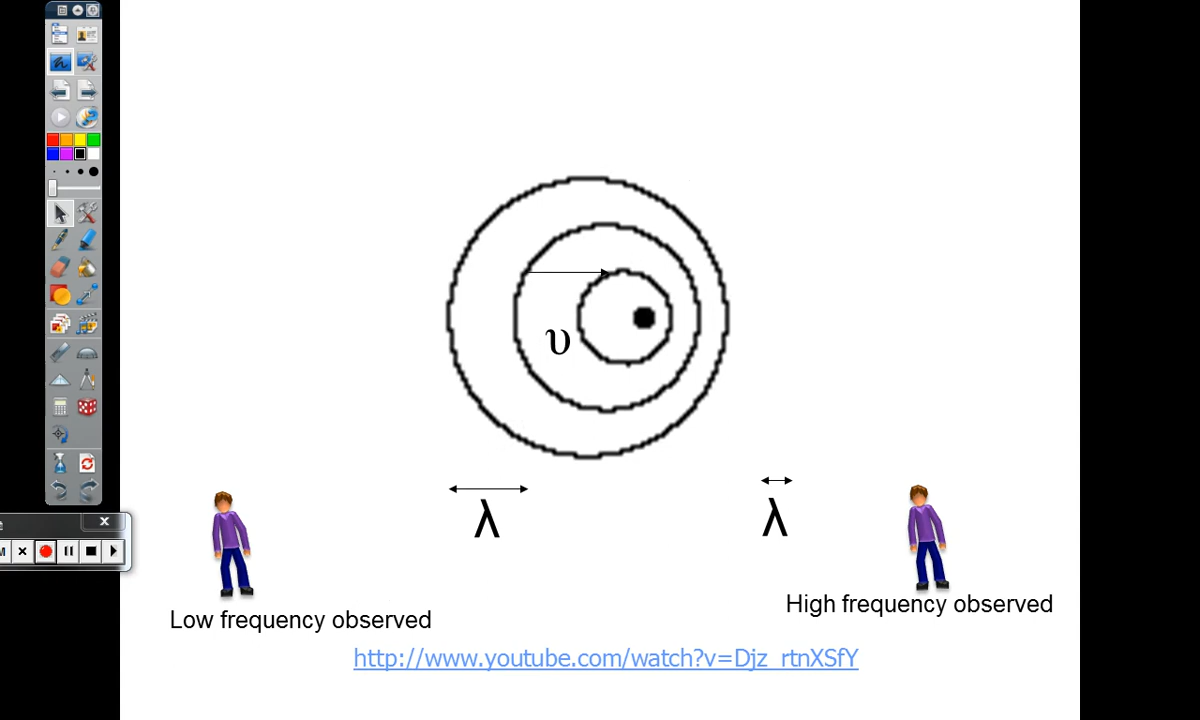 υ
λ
λ
M
Low frequency observed
High frequency observed
http://www.youtube.com/watch?v=Djz_rtnXSfY